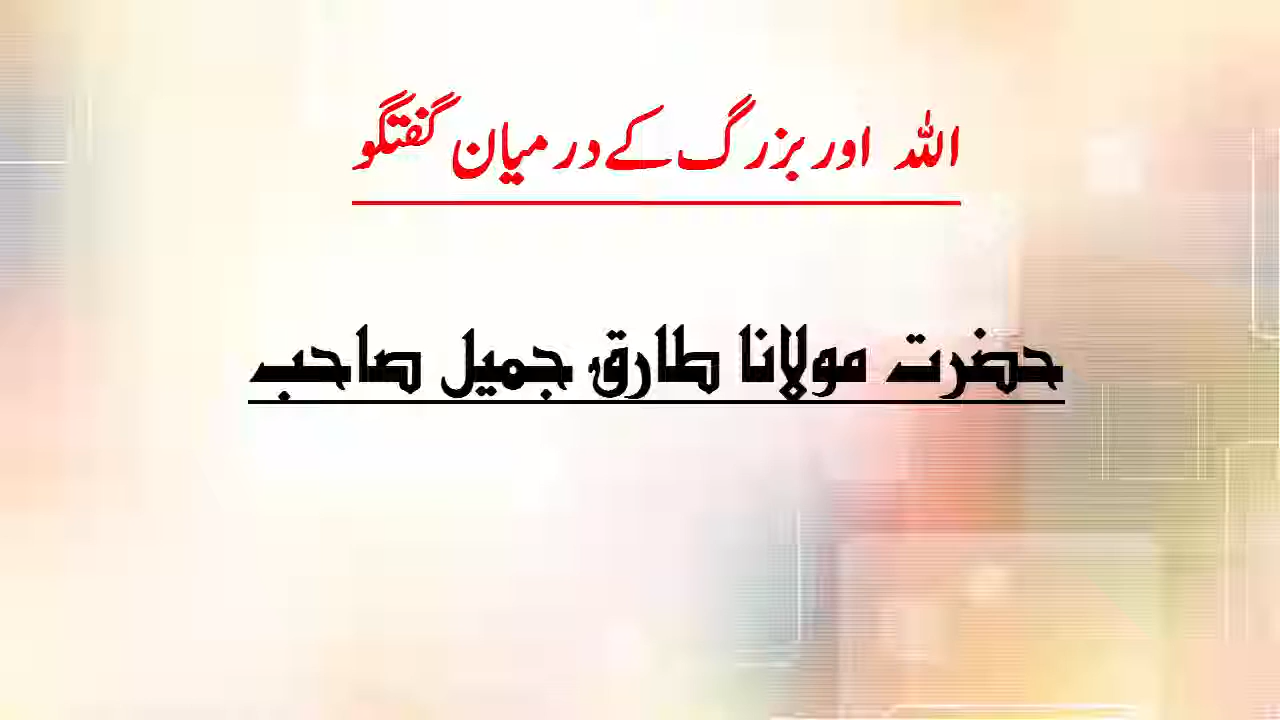 اللہ اور بزرگ کے درمیان گفتگو
حضرت مولانا طارق جمیل صاحب